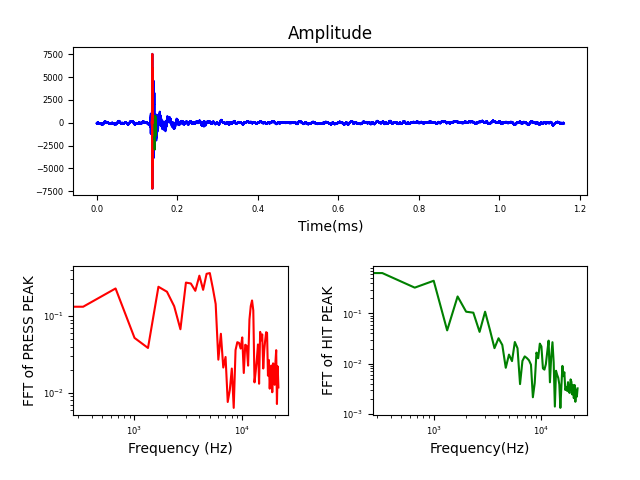 Amplitude
7500
5000
2500
0
−2500
−5000
−7500
0.0 0.2 0.4 0.6 0.8 1.0 1.2
Time(ms)
FFT of PRESS PEAK
10⁻¹
10⁻²
10³ 10⁴
Frequency (Hz)
FFT of HIT PEAK
10⁻¹
10⁻²
10⁻³
10³ 10⁴
Frequency(Hz)